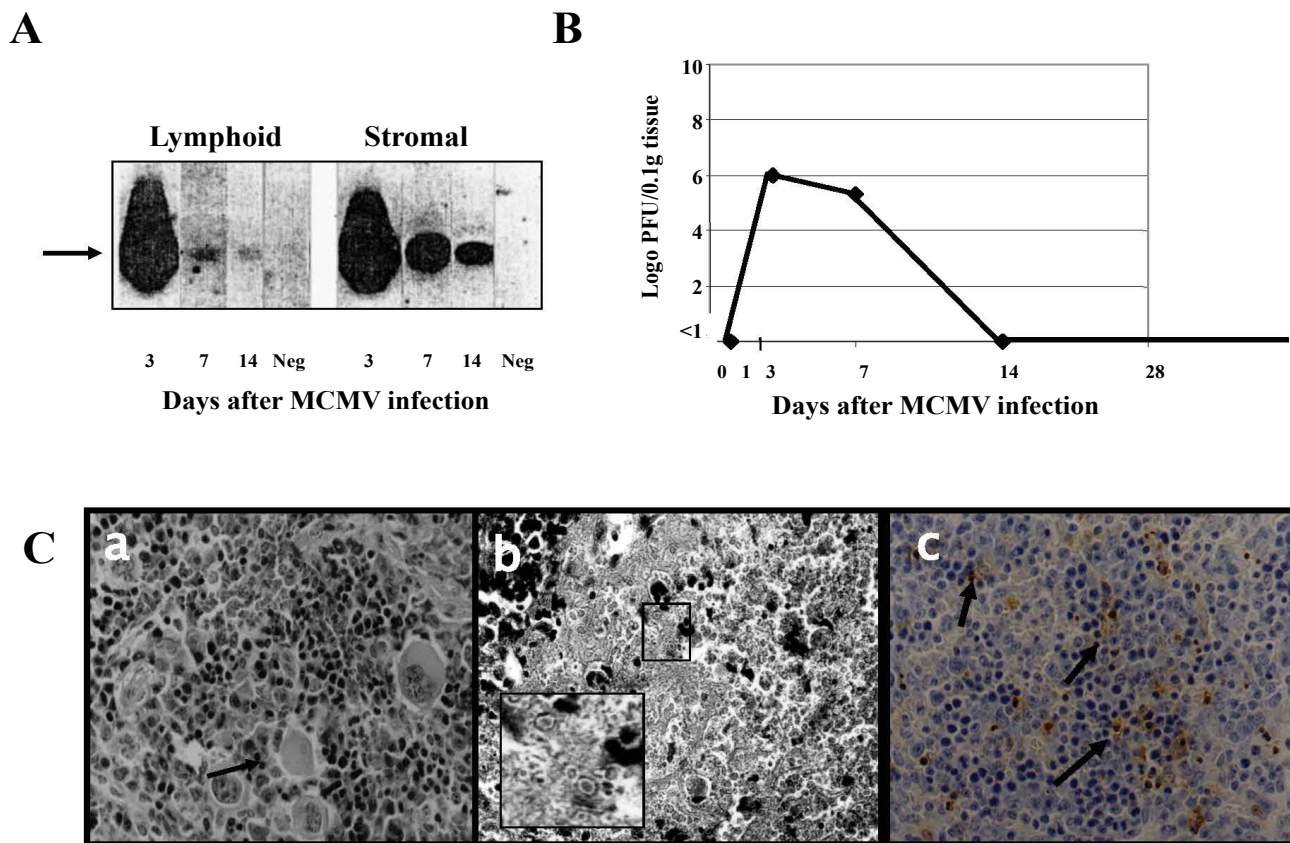 A
Lymphoid Stromal
3 7 14 Neg 3 7 14 Neg
Days after MCMV infection
B
Logo PFU/0.1g tissue
10
8
6
4
2
<1
0 1 3 7 14 28
Days after MCMV infection
C
a
b
c